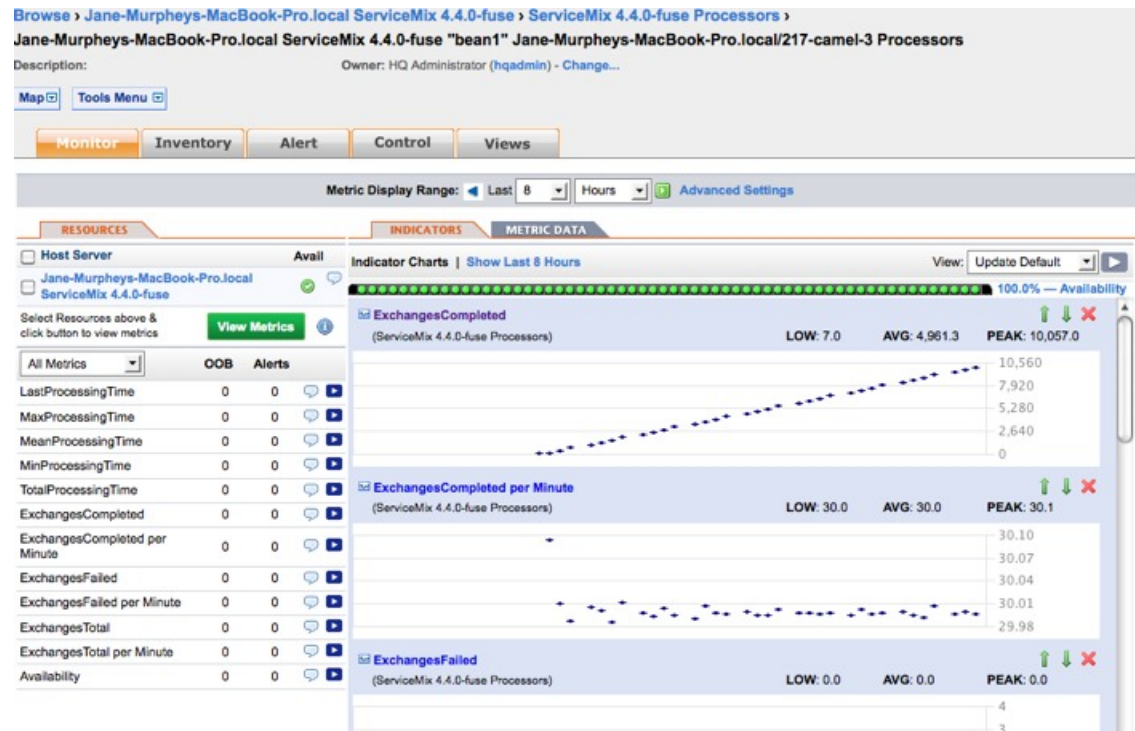 Browse › Jane-Murpheys-MacBook-Pro.local ServiceMix 4.4.0-fuse › ServiceMix 4.4.0-fuse Processors ›
Jane-Murpheys-MacBook-Pro.local ServiceMix 4.4.0-fuse "bean1" Jane-Murpheys-MacBook-Pro.local/217-camel-3 Processors
Description: Owner: HQ Administrator (hqadmin) - Change...
Map Tools Menu
Monitor Inventory Alert Control Views
Metric Display Range: Last 8 Hours Advanced Settings
RESOURCES
Host Server Avail
Jane-Murpheys-MacBook-Pro.local
ServiceMix 4.4.0-fuse
Select Resources above &
click button to view metrics
View Metrics
All Metrics OOB Alerts
LastProcessingTime 0 0
MaxProcessingTime 0 0
MeanProcessingTime 0 0
MinProcessingTime 0 0
TotalProcessingTime 0 0
ExchangesCompleted 0 0
ExchangesCompleted per
Minute 0 0
ExchangesFailed 0 0
ExchangesFailed per Minute 0 0
ExchangesTotal 0 0
ExchangesTotal per Minute 0 0
Availability 0 0
INDICATORS METRIC DATA
Indicator Charts | Show Last 8 Hours View: Update Default
100.0% — Availability
ExchangesCompleted
(ServiceMix 4.4.0-fuse Processors) LOW: 7.0 AVG: 4,961.3 PEAK: 10,057.0
10,560
7,920
5,280
2,640
0
ExchangesCompleted per Minute
(ServiceMix 4.4.0-fuse Processors) LOW: 30.0 AVG: 30.0 PEAK: 30.1
30.10
30.07
30.04
30.01
29.98
ExchangesFailed
(ServiceMix 4.4.0-fuse Processors) LOW: 0.0 AVG: 0.0 PEAK: 0.0
4
3